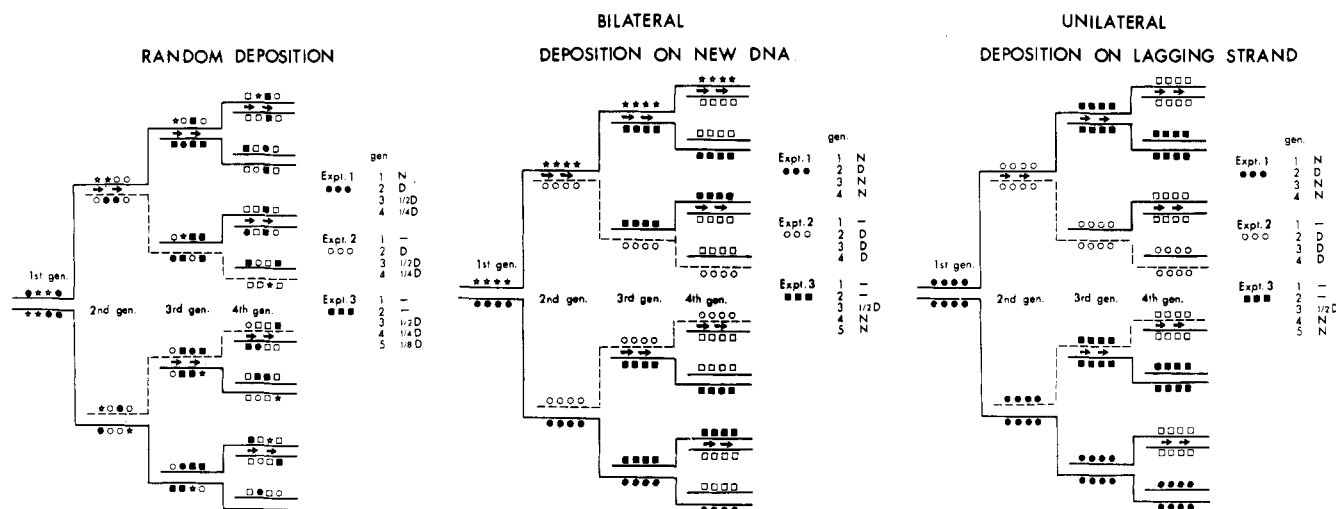 RANDOM DEPOSITION
1st gen.
2nd gen.
3rd gen.
4th gen.
gen
Expt. 1
1 N
2 D
3 1/2D
4 1/4D
Expt. 2
1 —
2 D
3 1/2D
4 1/4D
Expt. 3
1 —
2 —
3 1/2D
4 1/4D
5 1/8D
BILATERAL
DEPOSITION ON NEW DNA
1st gen.
2nd gen.
3rd gen.
4th gen.
gen.
Expt. 1
1 N
2 D
3 N
4 N
Expt. 2
1 —
2 D
3 D
4 D
Expt. 3
1 —
2 —
3 1/2D
4 N
5 N
UNILATERAL
DEPOSITION ON LAGGING STRAND
1st gen.
2nd gen.
3rd gen.
4th gen.
gen.
Expt. 1
1 N
2 D
3 N
4 N
Expt. 2
1 —
2 D
3 D
4 D
Expt. 3
1 —
2 —
3 1/2D
4 N
5 N